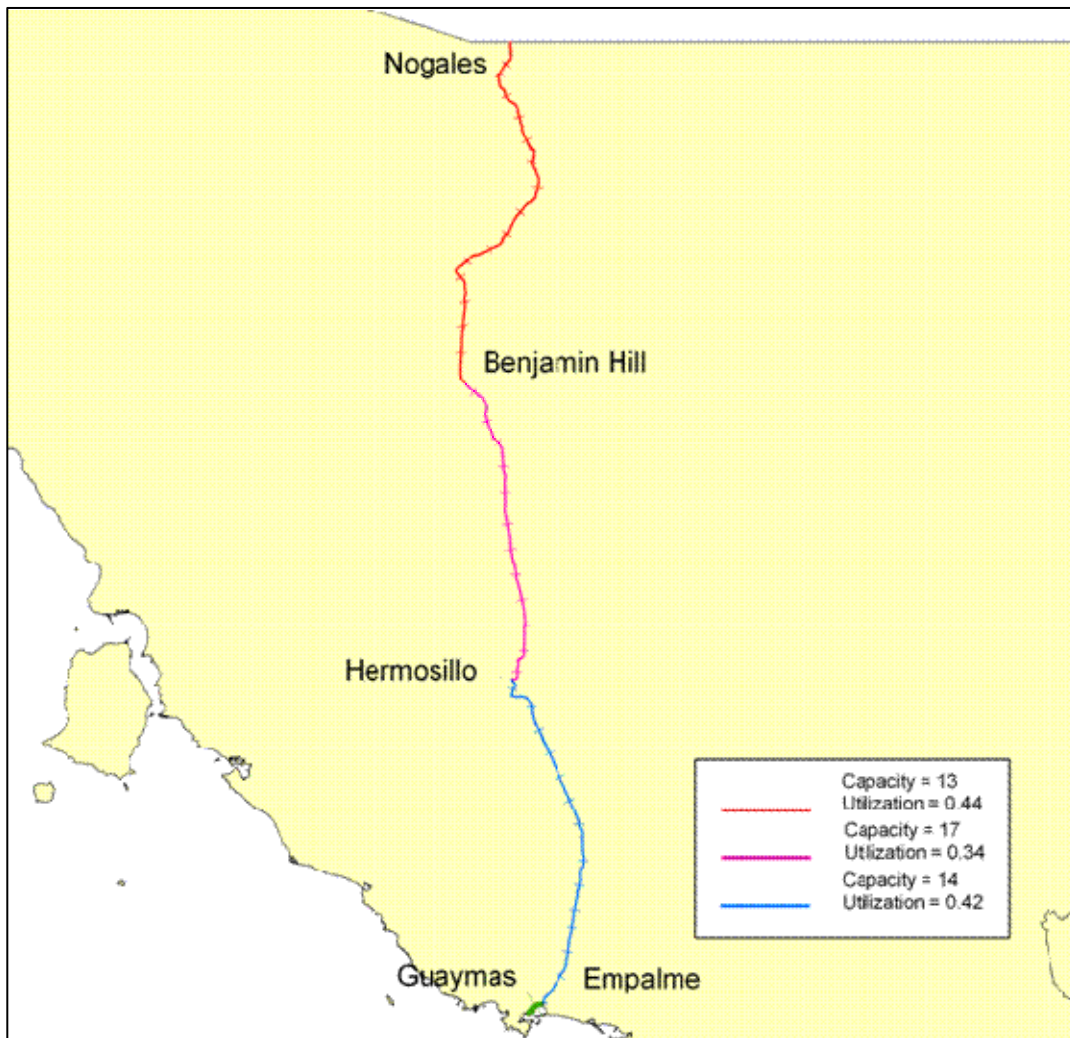 Nogales
Benjamin Hill
Hermosillo
Capacity = 13
Utilization = 0.44
Capacity = 17
Utilization = 0.34
Capacity = 14
Utilization = 0.42
Guaymas
Empalme